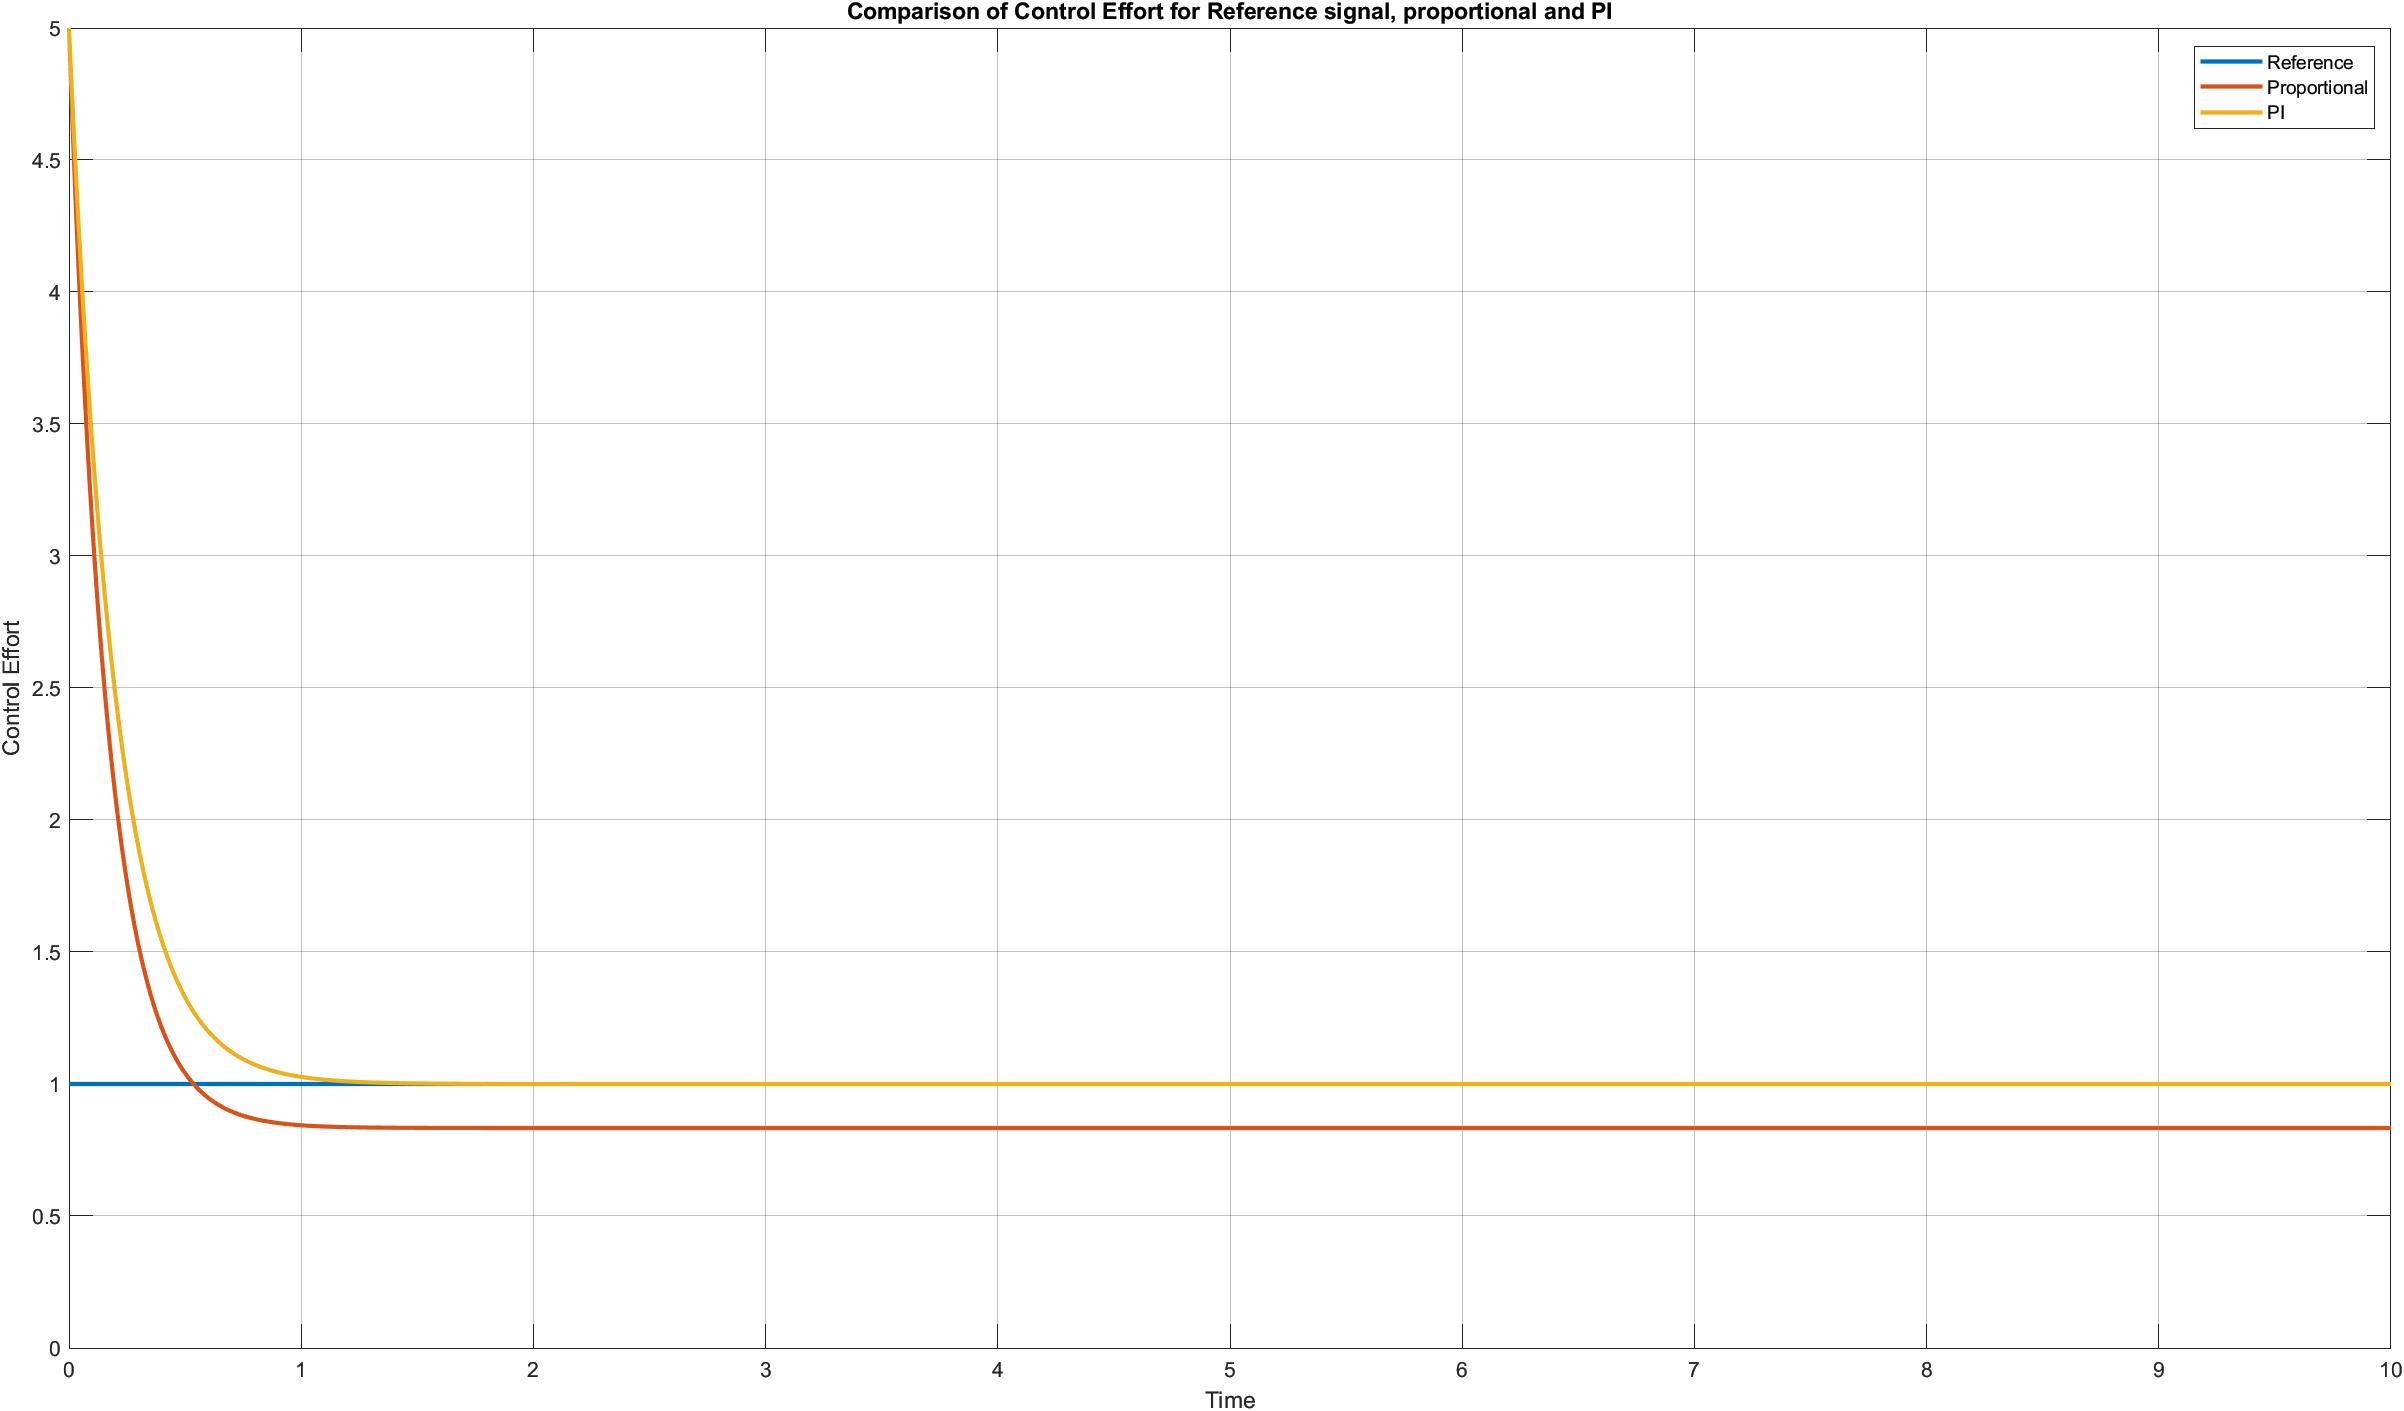 Comparison of Control Effort for Reference signal, proportional and PI
Reference
Proportional
PI
5
4.5
4
3.5
3
2.5
2
1.5
1
0.5
0
Control Effort
0 1 2 3 4 5 6 7 8 9 10
Time